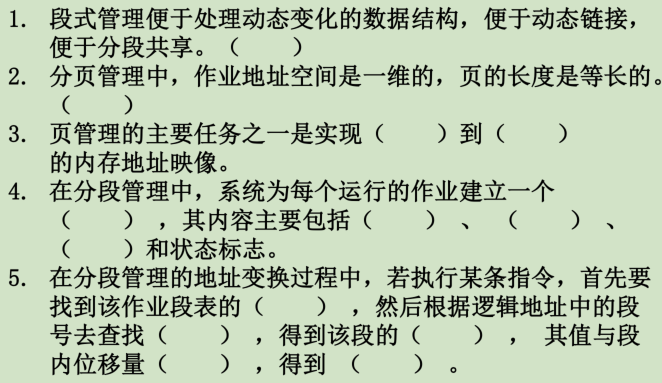 1. 段式管理便于处理动态变化的数据结构，便于动态链接，
便于分段共享。（　　）
2. 分页管理中，作业地址空间是一维的，页的长度是等长的。
（　　）
3. 页管理的主要任务之一是实现（　　）到（　　）
的内存地址映像。
4. 在分段管理中，系统为每个运行的作业建立一个
（　　），其内容主要包括（　　）、（　　）、
（　　）和状态标志。
5. 在分段管理的地址变换过程中，若执行某条指令，首先要
找到该作业段表的（　　），然后根据逻辑地址中的段
号去查找（　　），得到该段的（　　）， 其值与段
内位移量（　　），得到 （　　）。